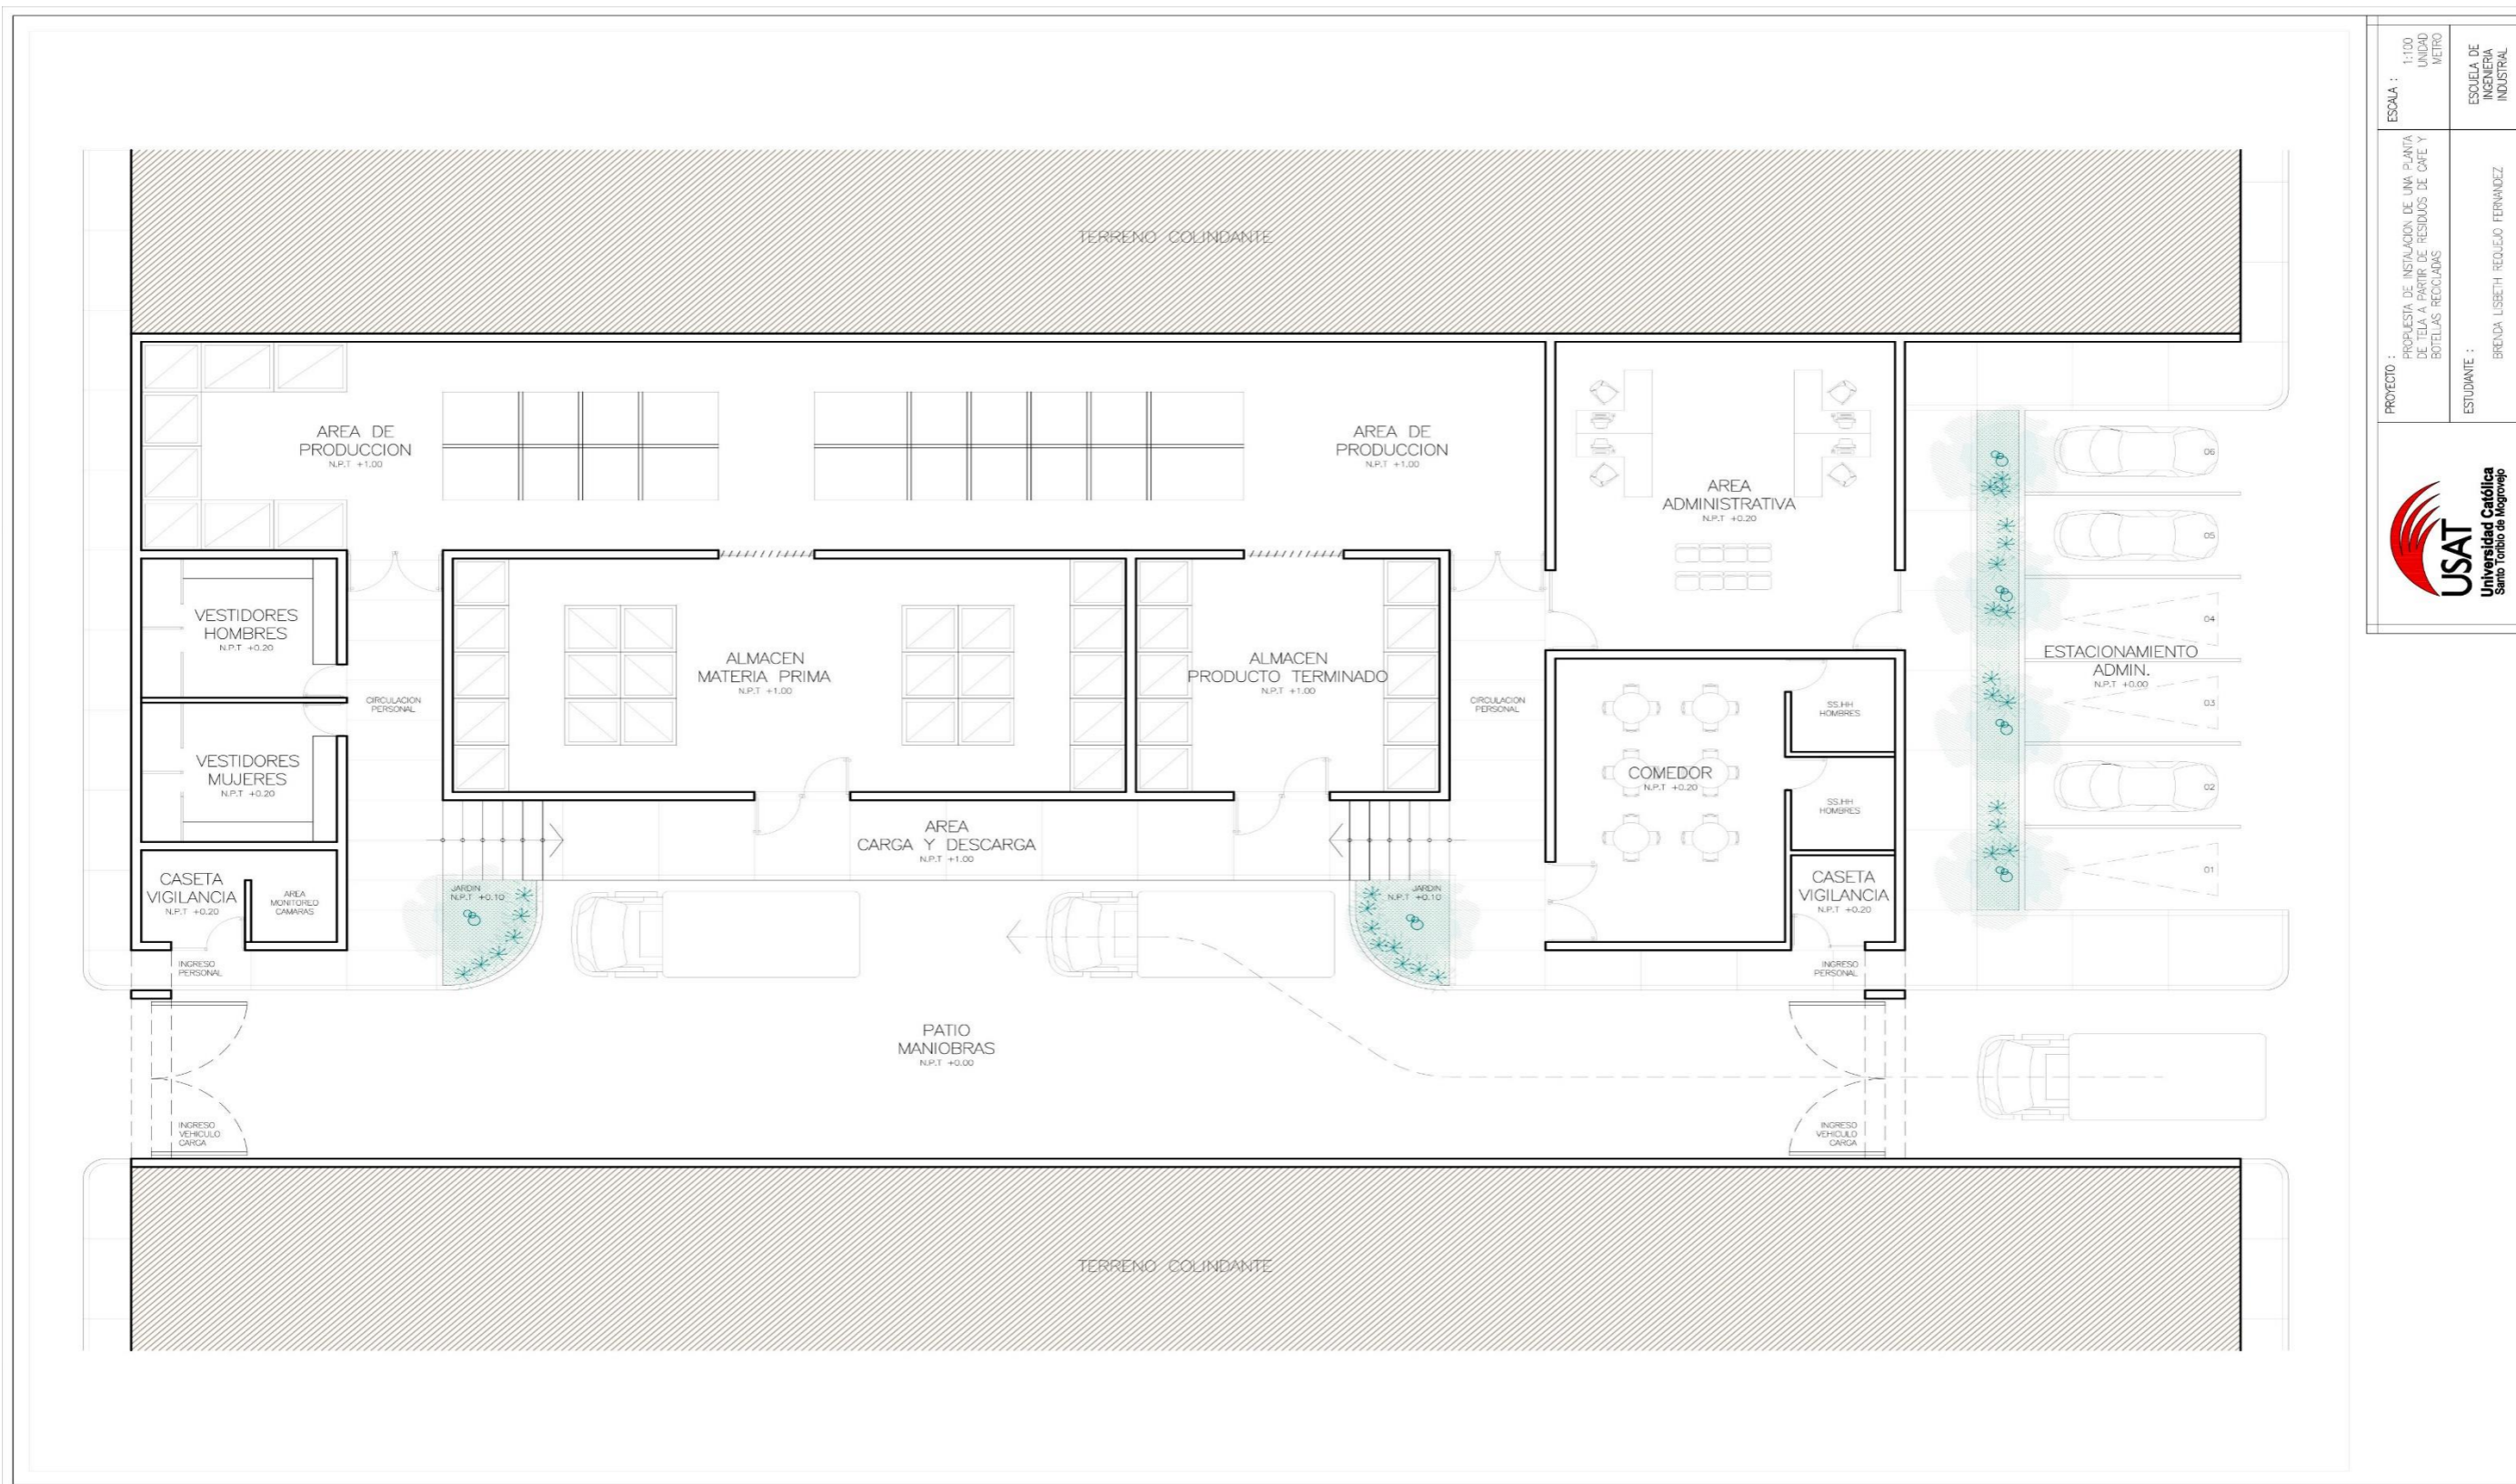 TERRENO COLINDANTE
AREA DE
PRODUCCION
N.P.T +1.00
AREA DE
PRODUCCION
N.P.T +1.00
AREA
ADMINISTRATIVA
N.P.T +0.20
06
05
04
03
02
01
ESTACIONAMIENTO
ADMIN.
N.P.T +0.00
VESTIDORES
HOMBRES
N.P.T +0.20
CIRCULACION
PERSONAL
VESTIDORES
MUJERES
N.P.T +0.20
ALMACEN
MATERIA PRIMA
N.P.T +1.00
ALMACEN
PRODUCTO TERMINADO
N.P.T +1.00
CIRCULACION
PERSONAL
SS.HH
HOMBRES
COMEDOR
N.P.T +0.20
SS.HH
HOMBRES
AREA
CARGA Y DESCARGA
N.P.T +1.00
CASETA
VIGILANCIA
N.P.T +0.20
AREA
MONITOREO
CAMARAS
JARDIN
N.P.T +0.10
JARDIN
N.P.T +0.10
CASETA
VIGILANCIA
N.P.T +0.20
INGRESO
PERSONAL
INGRESO
PERSONAL
PATIO
MANIOBRAS
N.P.T +0.00
INGRESO
VEHICULO
CARGA
INGRESO
VEHICULO
CARGA
TERRENO COLINDANTE
USAT
Universidad Católica
Santo Toribio de Mogrovejo
PROYECTO :
PROPUESTA DE INSTALACION DE UNA PLANTA
DE TELA A PARTIR DE RESIDUOS DE CAFE Y
BOTELLAS RECICLADAS
ESCALA :
1:100
UNIDAD
METRO
ESTUDIANTE :
BRENDA LISBETH REQUEJO FERNANDEZ
ESCUELA DE
INGENIERIA
INDUSTRIAL